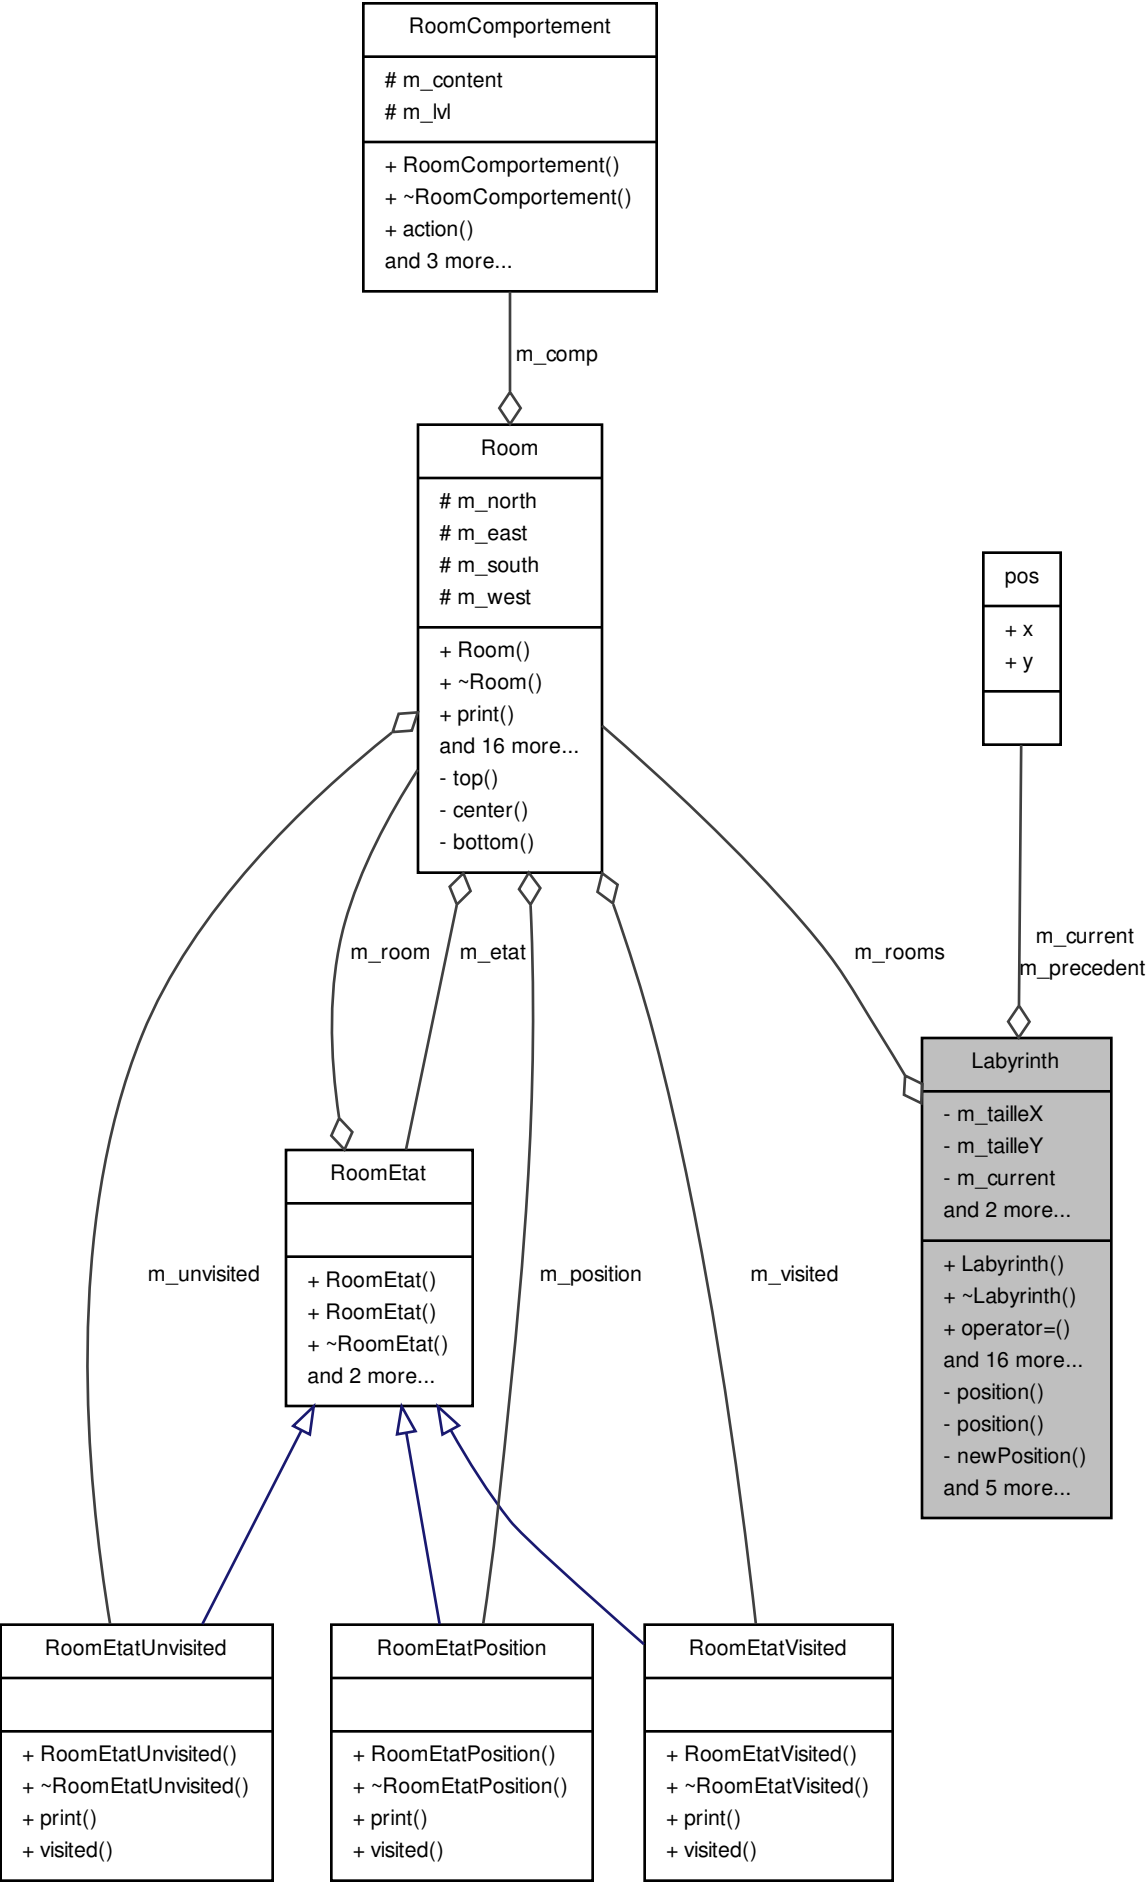 RoomComportement
# m_content
# m_lvl
+ RoomComportement()
+ ~RoomComportement()
+ action()
and 3 more...
m_comp
Room
# m_north
# m_east
# m_south
# m_west
+ Room()
+ ~Room()
+ print()
and 16 more...
- top()
- center()
- bottom()
pos
+ x
+ y
m_room
m_etat
m_rooms
m_current
m_precedent
Labyrinth
- m_tailleX
- m_tailleY
- m_current
and 2 more...
+ Labyrinth()
+ ~Labyrinth()
+ operator=()
and 16 more...
- position()
- position()
- newPosition()
and 5 more...
RoomEtat
+ RoomEtat()
+ RoomEtat()
+ ~RoomEtat()
and 2 more...
m_unvisited
m_position
m_visited
RoomEtatUnvisited
+ RoomEtatUnvisited()
+ ~RoomEtatUnvisited()
+ print()
+ visited()
RoomEtatPosition
+ RoomEtatPosition()
+ ~RoomEtatPosition()
+ print()
+ visited()
RoomEtatVisited
+ RoomEtatVisited()
+ ~RoomEtatVisited()
+ print()
+ visited()